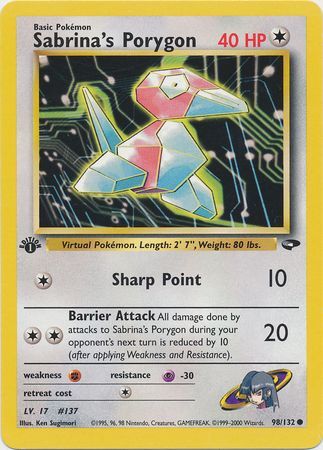 Basic Pokémon
Sabrina's Porygon 40 HP
EDITION
1
Virtual Pokémon. Length: 2' 7", Weight: 80 lbs.
Sharp Point 10
Barrier Attack All damage done by
attacks to Sabrina's Porygon during your
opponent's next turn is reduced by 10
(after applying Weakness and Resistance).
20
weakness resistance -30
retreat cost
LV. 17 #137
Illus. Ken Sugimori ©1995, 96, 98 Nintendo, Creatures, GAMEFREAK. ©1999-2000 Wizards. 98/132